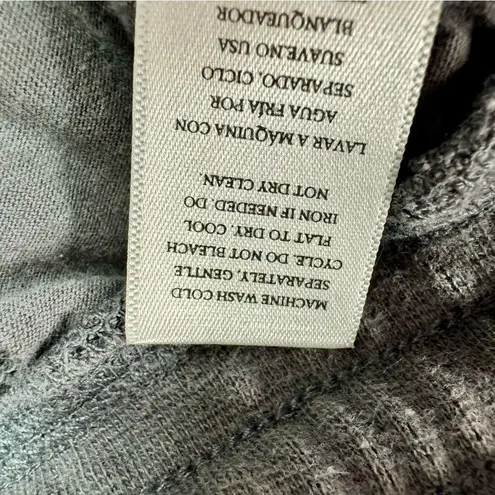 MACHINE WASH COLD
SEPARATELY, GENTLE
CYCLE. DO NOT BLEACH
FLAT TO DRY. COOL
IRON IF NEEDED. DO
NOT DRY CLEAN.
LAVAR A MÁQUINA CON
AGUA FRÍA POR
SEPARADO, CICLO
SUAVE.NO USA
BLANQUEADOR